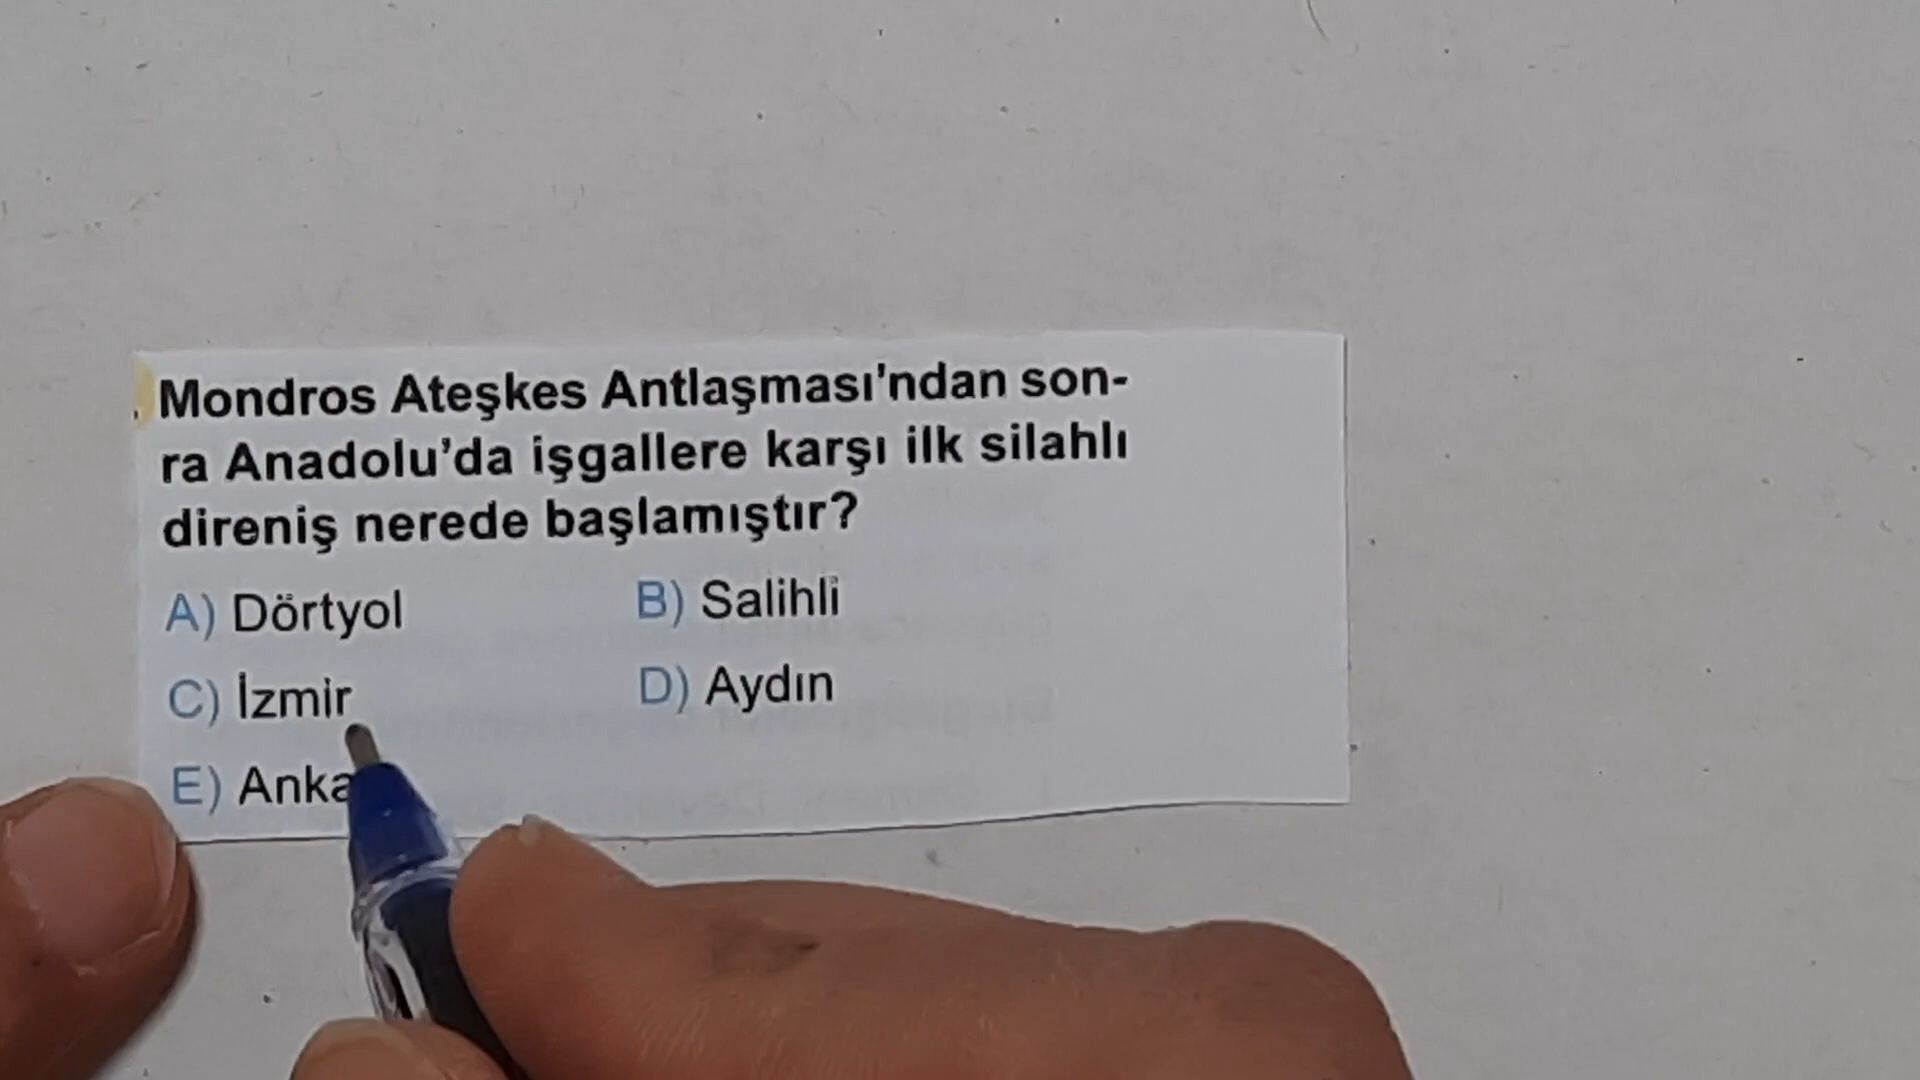 Mondros Ateşkes Antlaşması'ndan son-
ra Anadolu'da işgallere karşı ilk silahlı
direniş nerede başlamıştır?
A) Dörtyol B) Salihli
C) İzmir D) Aydın
E)